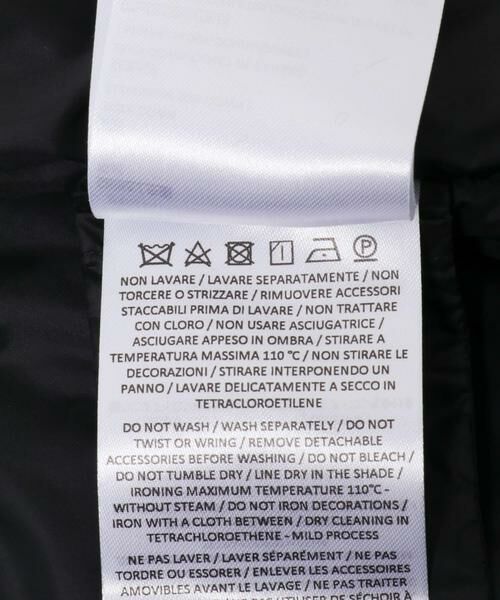 P
NON LAVARE / LAVARE SEPARATAMENTE / NON
TORCERE O STRIZZARE / RIMUOVERE ACCESSORI
STACCABILI PRIMA DI LAVARE / NON TRATTARE
CON CLORO / NON USARE ASCIUGATRICE /
ASCIUGARE APPESO IN OMBRA / STIRARE A
TEMPERATURA MASSIMA 110 °C / NON STIRARE LE
DECORAZIONI / STIRARE INTERPONENDO UN
PANNO / LAVARE DELICATAMENTE A SECCO IN
TETRACLOROETILENE
DO NOT WASH / WASH SEPARATELY / DO NOT
TWIST OR WRING / REMOVE DETACHABLE
ACCESSORIES BEFORE WASHING / DO NOT BLEACH /
DO NOT TUMBLE DRY / LINE DRY IN THE SHADE /
IRONING MAXIMUM TEMPERATURE 110°C -
WITHOUT STEAM / DO NOT IRON DECORATIONS /
IRON WITH A CLOTH BETWEEN / DRY CLEANING IN
TETRACHLOROETHENE - MILD PROCESS
NE PAS LAVER / LAVER SÉPARÉMENT / NE PAS
TORDRE OU ESSORER / ENLEVER LES ACCESSOIRES
AMOVIBLES AVANT LE LAVAGE / NE PAS TRAITER